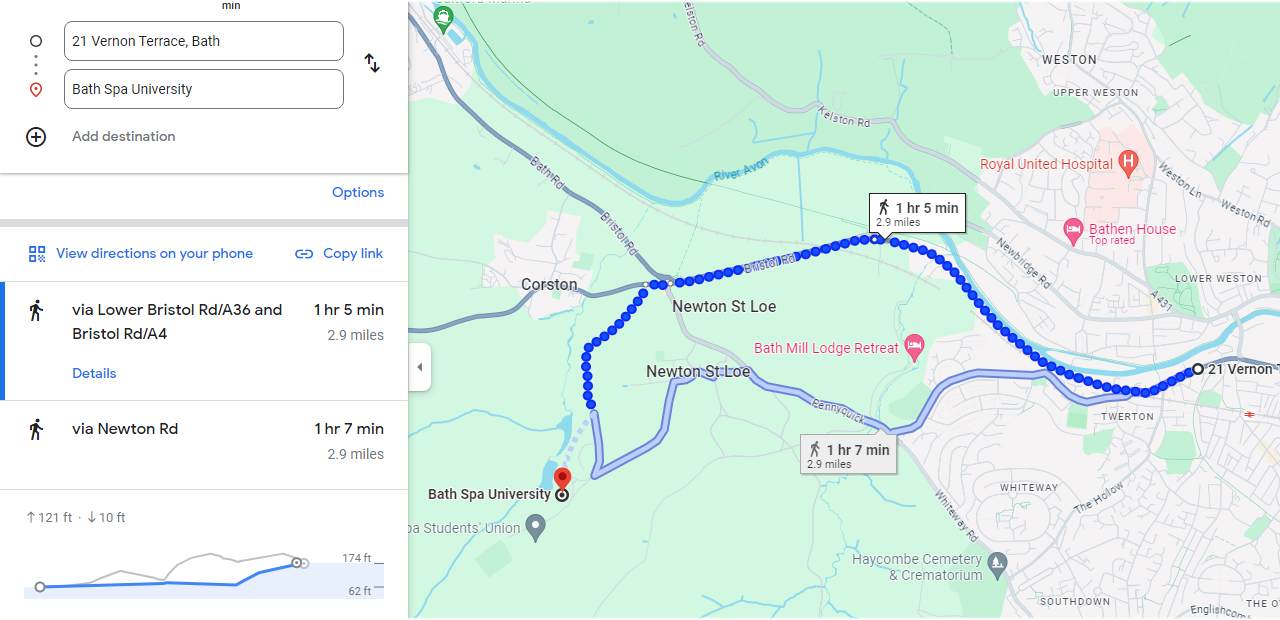 min
21 Vernon Terrace, Bath
Bath Spa University
Add destination
Options
View directions on your phone
Copy link
via Lower Bristol Rd/A36 and
Bristol Rd/A4
1 hr 5 min
2.9 miles
Details
via Newton Rd
1 hr 7 min
2.9 miles
↑121 ft · ↓10 ft
174 ft
62 ft
Kelston Rd
WESTON
UPPER WESTON
Royal United Hospital
H
Weston Ln
Weston Rd
River Avon
Bath Rd
Bristol Rd
1 hr 5 min
2.9 miles
Bathen House
Top rated
Newbridge Rd
LOWER WESTON
A431
Bristol Rd
Corston
Newton St Loe
Bath Mill Lodge Retreat
Newton St Loe
21 Vernon T
Pennyquick
TWERTON
1 hr 7 min
2.9 miles
Bath Spa University
pa Students' Union
WHITEWAY
The Hollow
Whiteway Rd
Haycombe Cemetery
& Crematorium
SOUTHDOWN
Englishcomb
THE O